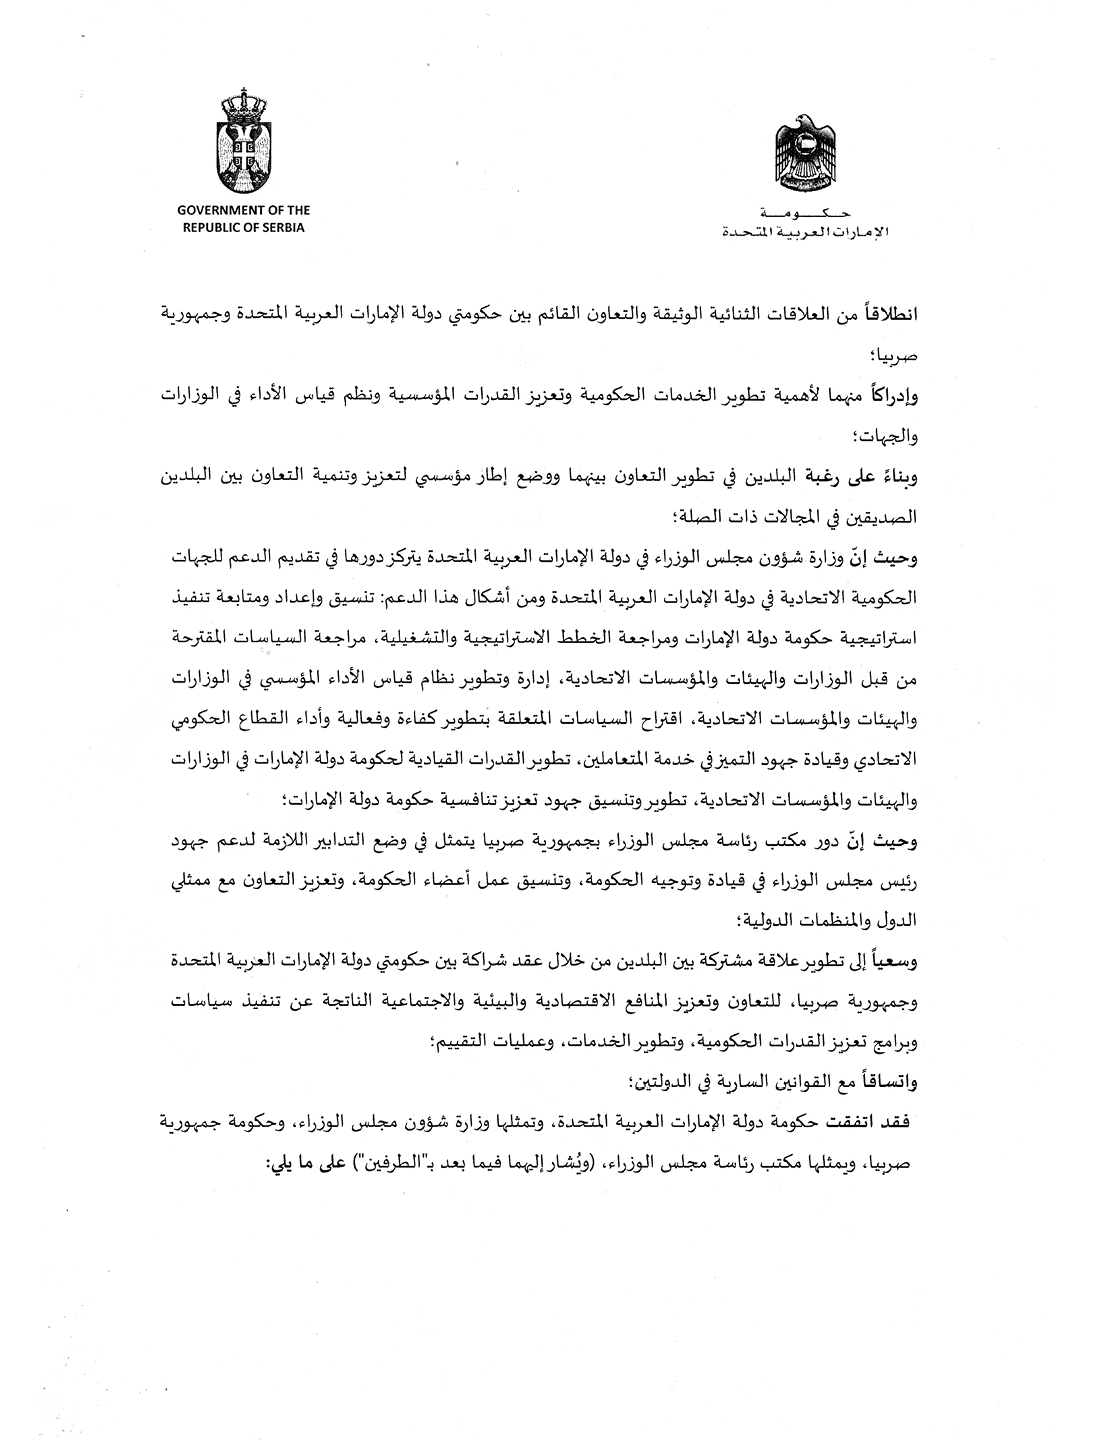 GOVERNMENT OF THE
REPUBLIC OF SERBIA
حكومة
الإمارات العربية المتحدة
انطلاقاً من العلاقات الثنائية الوثيقة والتعاون القائم بين حكومتي دولة الإمارات العربية المتحدة وجمهورية
صربيا؛
وإدراكاً منهما لأهمية تطوير الخدمات الحكومية وتعزيز القدرات المؤسسية ونظم قياس الأداء في الوزارات
والجهات؛
وبناءً على رغبة البلدين في تطوير التعاون بينهما ووضع إطار مؤسسي لتعزيز وتنمية التعاون بين البلدين
الصديقين في المجالات ذات الصلة؛
وحيث إنّ وزارة شؤون مجلس الوزراء في دولة الإمارات العربية المتحدة يتركز دورها في تقديم الدعم للجهات
الحكومية الاتحادية في دولة الإمارات العربية المتحدة ومن أشكال هذا الدعم: تنسيق وإعداد ومتابعة تنفيذ
استراتيجية حكومة دولة الإمارات ومراجعة الخطط الاستراتيجية والتشغيلية، مراجعة السياسات المقترحة
من قبل الوزارات والهيئات والمؤسسات الاتحادية، إدارة وتطوير نظام قياس الأداء المؤسسي في الوزارات
والهيئات والمؤسسات الاتحادية، اقتراح السياسات المتعلقة بتطوير كفاءة وفعالية وأداء القطاع الحكومي
الاتحادي وقيادة جهود التميز في خدمة المتعاملين، تطوير القدرات القيادية لحكومة دولة الإمارات في الوزارات
والهيئات والمؤسسات الاتحادية، تطوير وتنسيق جهود تعزيز تنافسية حكومة دولة الإمارات؛
وحيث إنّ دور مكتب رئاسة مجلس الوزراء بجمهورية صربيا يتمثل في وضع التدابير اللازمة لدعم جهود
رئيس مجلس الوزراء في قيادة وتوجيه الحكومة، وتنسيق عمل أعضاء الحكومة، وتعزيز التعاون مع ممثلي
الدول والمنظمات الدولية؛
وسعياً إلى تطوير علاقة مشتركة بين البلدين من خلال عقد شراكة بين حكومتي دولة الإمارات العربية المتحدة
وجمهورية صربيا، للتعاون وتعزيز المنافع الاقتصادية والبيئية والاجتماعية الناتجة عن تنفيذ سياسات
وبرامج تعزيز القدرات الحكومية، وتطوير الخدمات، وعمليات التقييم؛
واتساقاً مع القوانين السارية في الدولتين؛
فقد اتفقت حكومة دولة الإمارات العربية المتحدة، وتمثلها وزارة شؤون مجلس الوزراء، وحكومة جمهورية
صربيا، ويمثلها مكتب رئاسة مجلس الوزراء، (ويُشار إليهما فيما بعد بـ"الطرفين") على ما يلي: